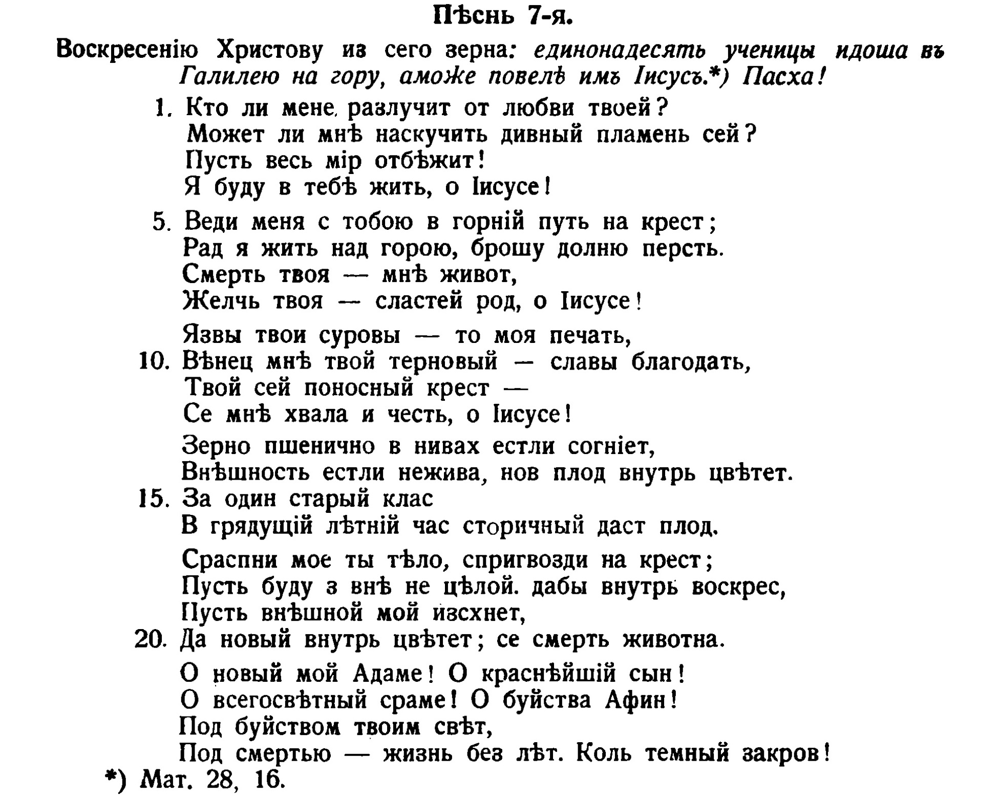 Пѣснь 7-я.
Воскресенію Христову из сего зерна: единонадесять ученицы идоша въ
Галилею на гору, аможе повелѣ имъ Іисусъ.*) Пасха!
1. Кто ли мене разлучит от любви твоей?
Может ли мнѣ наскучить дивный пламень сей?
Пусть весь мір отбѣжит!
Я буду в тебѣ жить, о Іисусе!
5. Веди меня с тобою в горній путь на крест;
Рад я жить над горою, брошу долню персть.
Смерть твоя — мнѣ живот,
Желчь твоя — сластей род, о Іисусе!
Язвы твои суровы — то моя печать,
10. Вѣнец мнѣ твой терновый — славы благодать,
Твой сей поносный крест —
Се мнѣ хвала и честь, о Іисусе!
Зерно пшенично в нивах естли согніет,
Внѣшность естли нежива, нов плод внутрь цвѣтет.
15. За один старый клас
В грядущій лѣтній час сторичный даст плод.
Сраспни мое ты тѣло, спригвозди на крест;
Пусть буду з внѣ не цѣлой. дабы внутрь воскрес,
Пусть внѣшной мой изсхнет,
20. Да новый внутрь цвѣтет; се смерть животна.
О новый мой Адаме! О краснѣйшій сын!
О всегосвѣтный сраме! О буйства Афин!
Под буйством твоим свѣт,
Под смертью — жизнь без лѣт. Коль темный закров!
*) Мат. 28, 16.